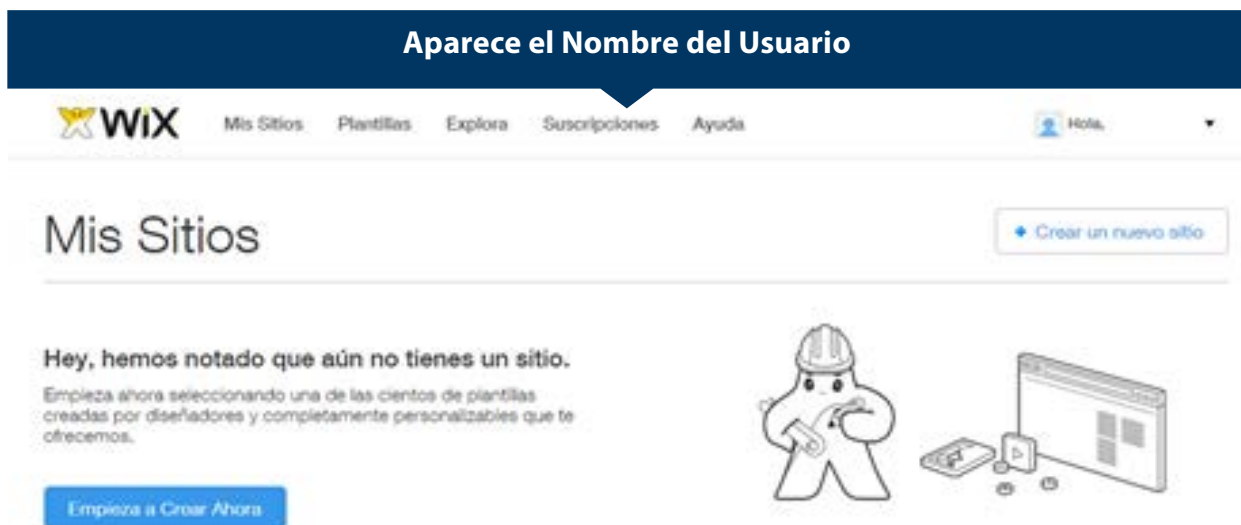 Aparece el Nombre del Usuario
WiX Mis Sitios Plantillas Explora Suscripciones Ayuda Hola,
Mis Sitios
+ Crear un nuevo sitio
Hey, hemos notado que aún no tienes un sitio.
Empieza ahora seleccionando una de las cientos de plantillas
creadas por diseñadores y completamente personalizables que te
ofrecemos.
Empieza a Crear Ahora